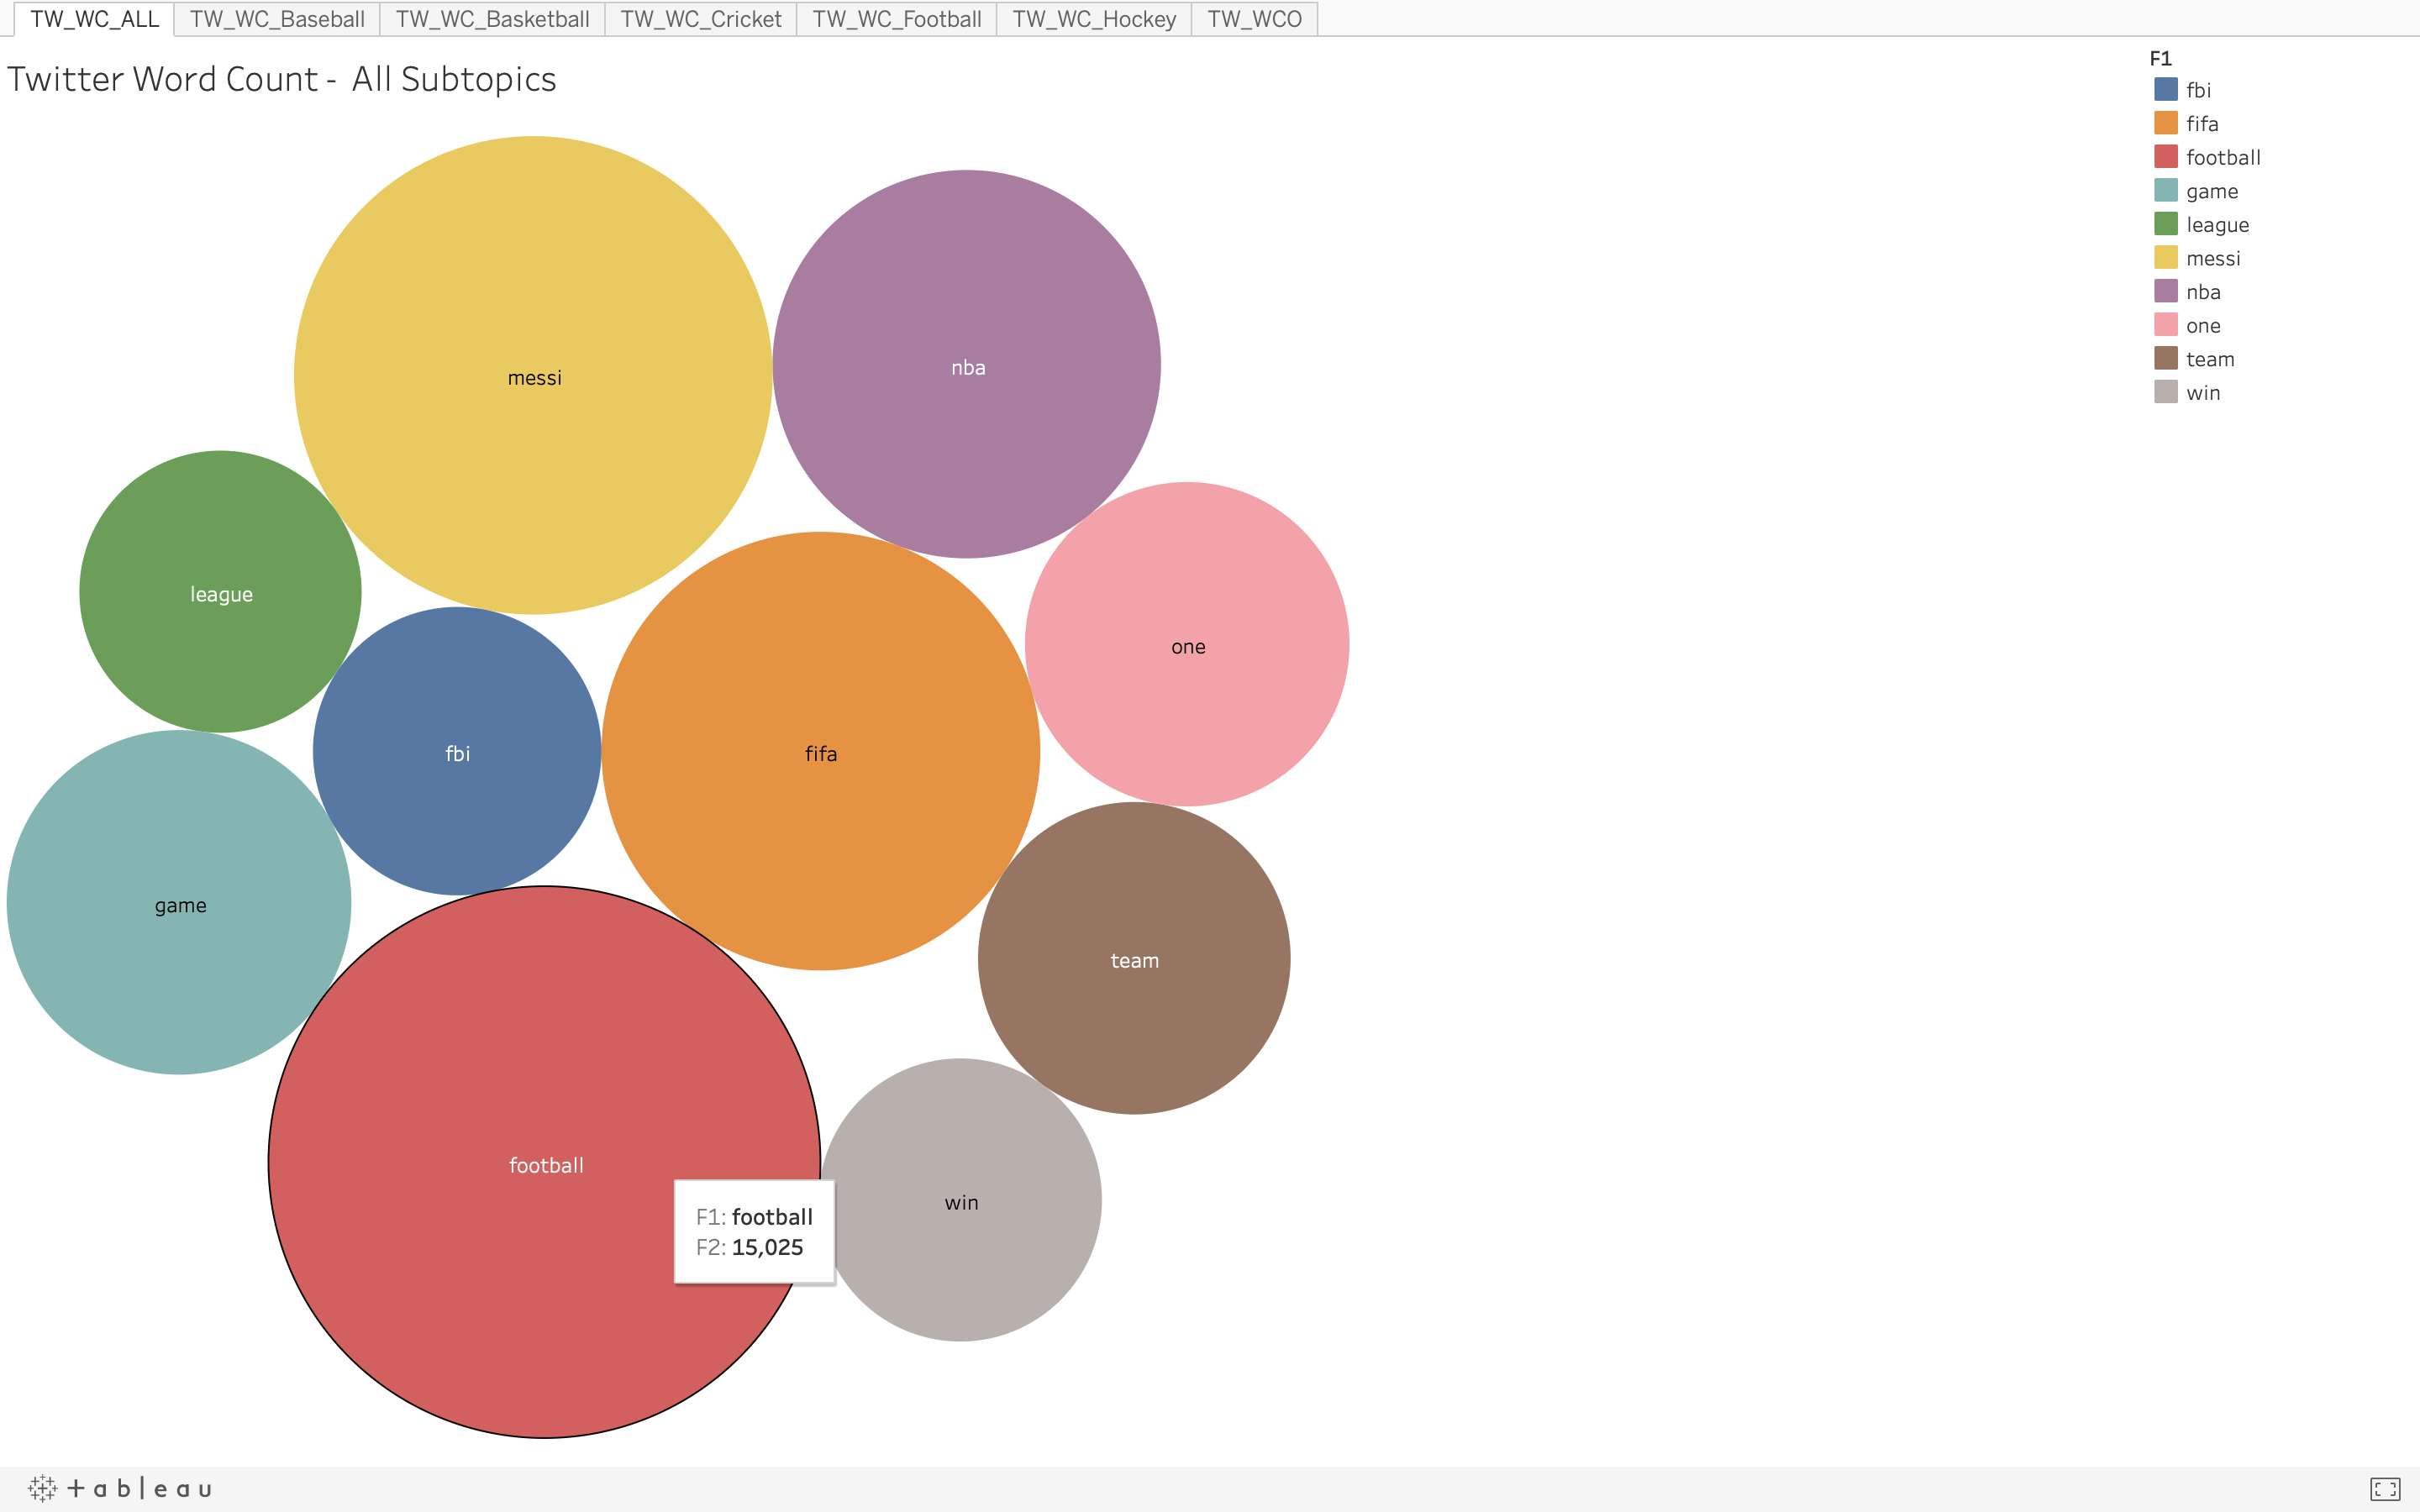 TW_WC_ALL TW_WC_Baseball TW_WC_Basketball TW_WC_Cricket TW_WC_Football TW_WC_Hockey TW_WCO
Twitter Word Count - All Subtopics
F1
fbi
fifa
football
game
league
messi
nba
one
team
win
messi
nba
league
one
fbi
fifa
game
team
football
win
F1: football
F2: 15,025
+ableau